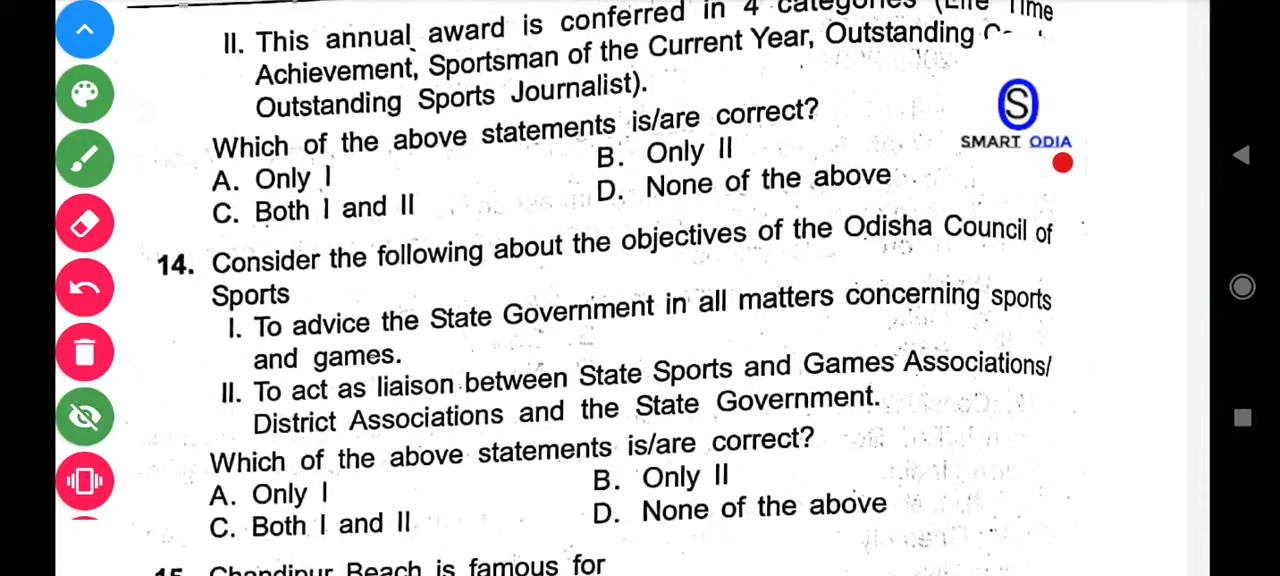 II. This annual award is conferred in 4 categories (Life Time
Achievement, Sportsman of the Current Year, Outstanding
Outstanding Sports Journalist).
Which of the above statements is/are correct?
A. Only I
B. Only II
C. Both I and II
D. None of the above
S
SMART ODIA
14. Consider the following about the objectives of the Odisha Council of
Sports
I. To advice the State Government in all matters concerning sports
and games.
II. To act as liaison between State Sports and Games Associations/
District Associations and the State Government.
Which of the above statements is/are correct?
A. Only I
B. Only II
C. Both I and II
D. None of the above
15. Chandipur Beach is famous for